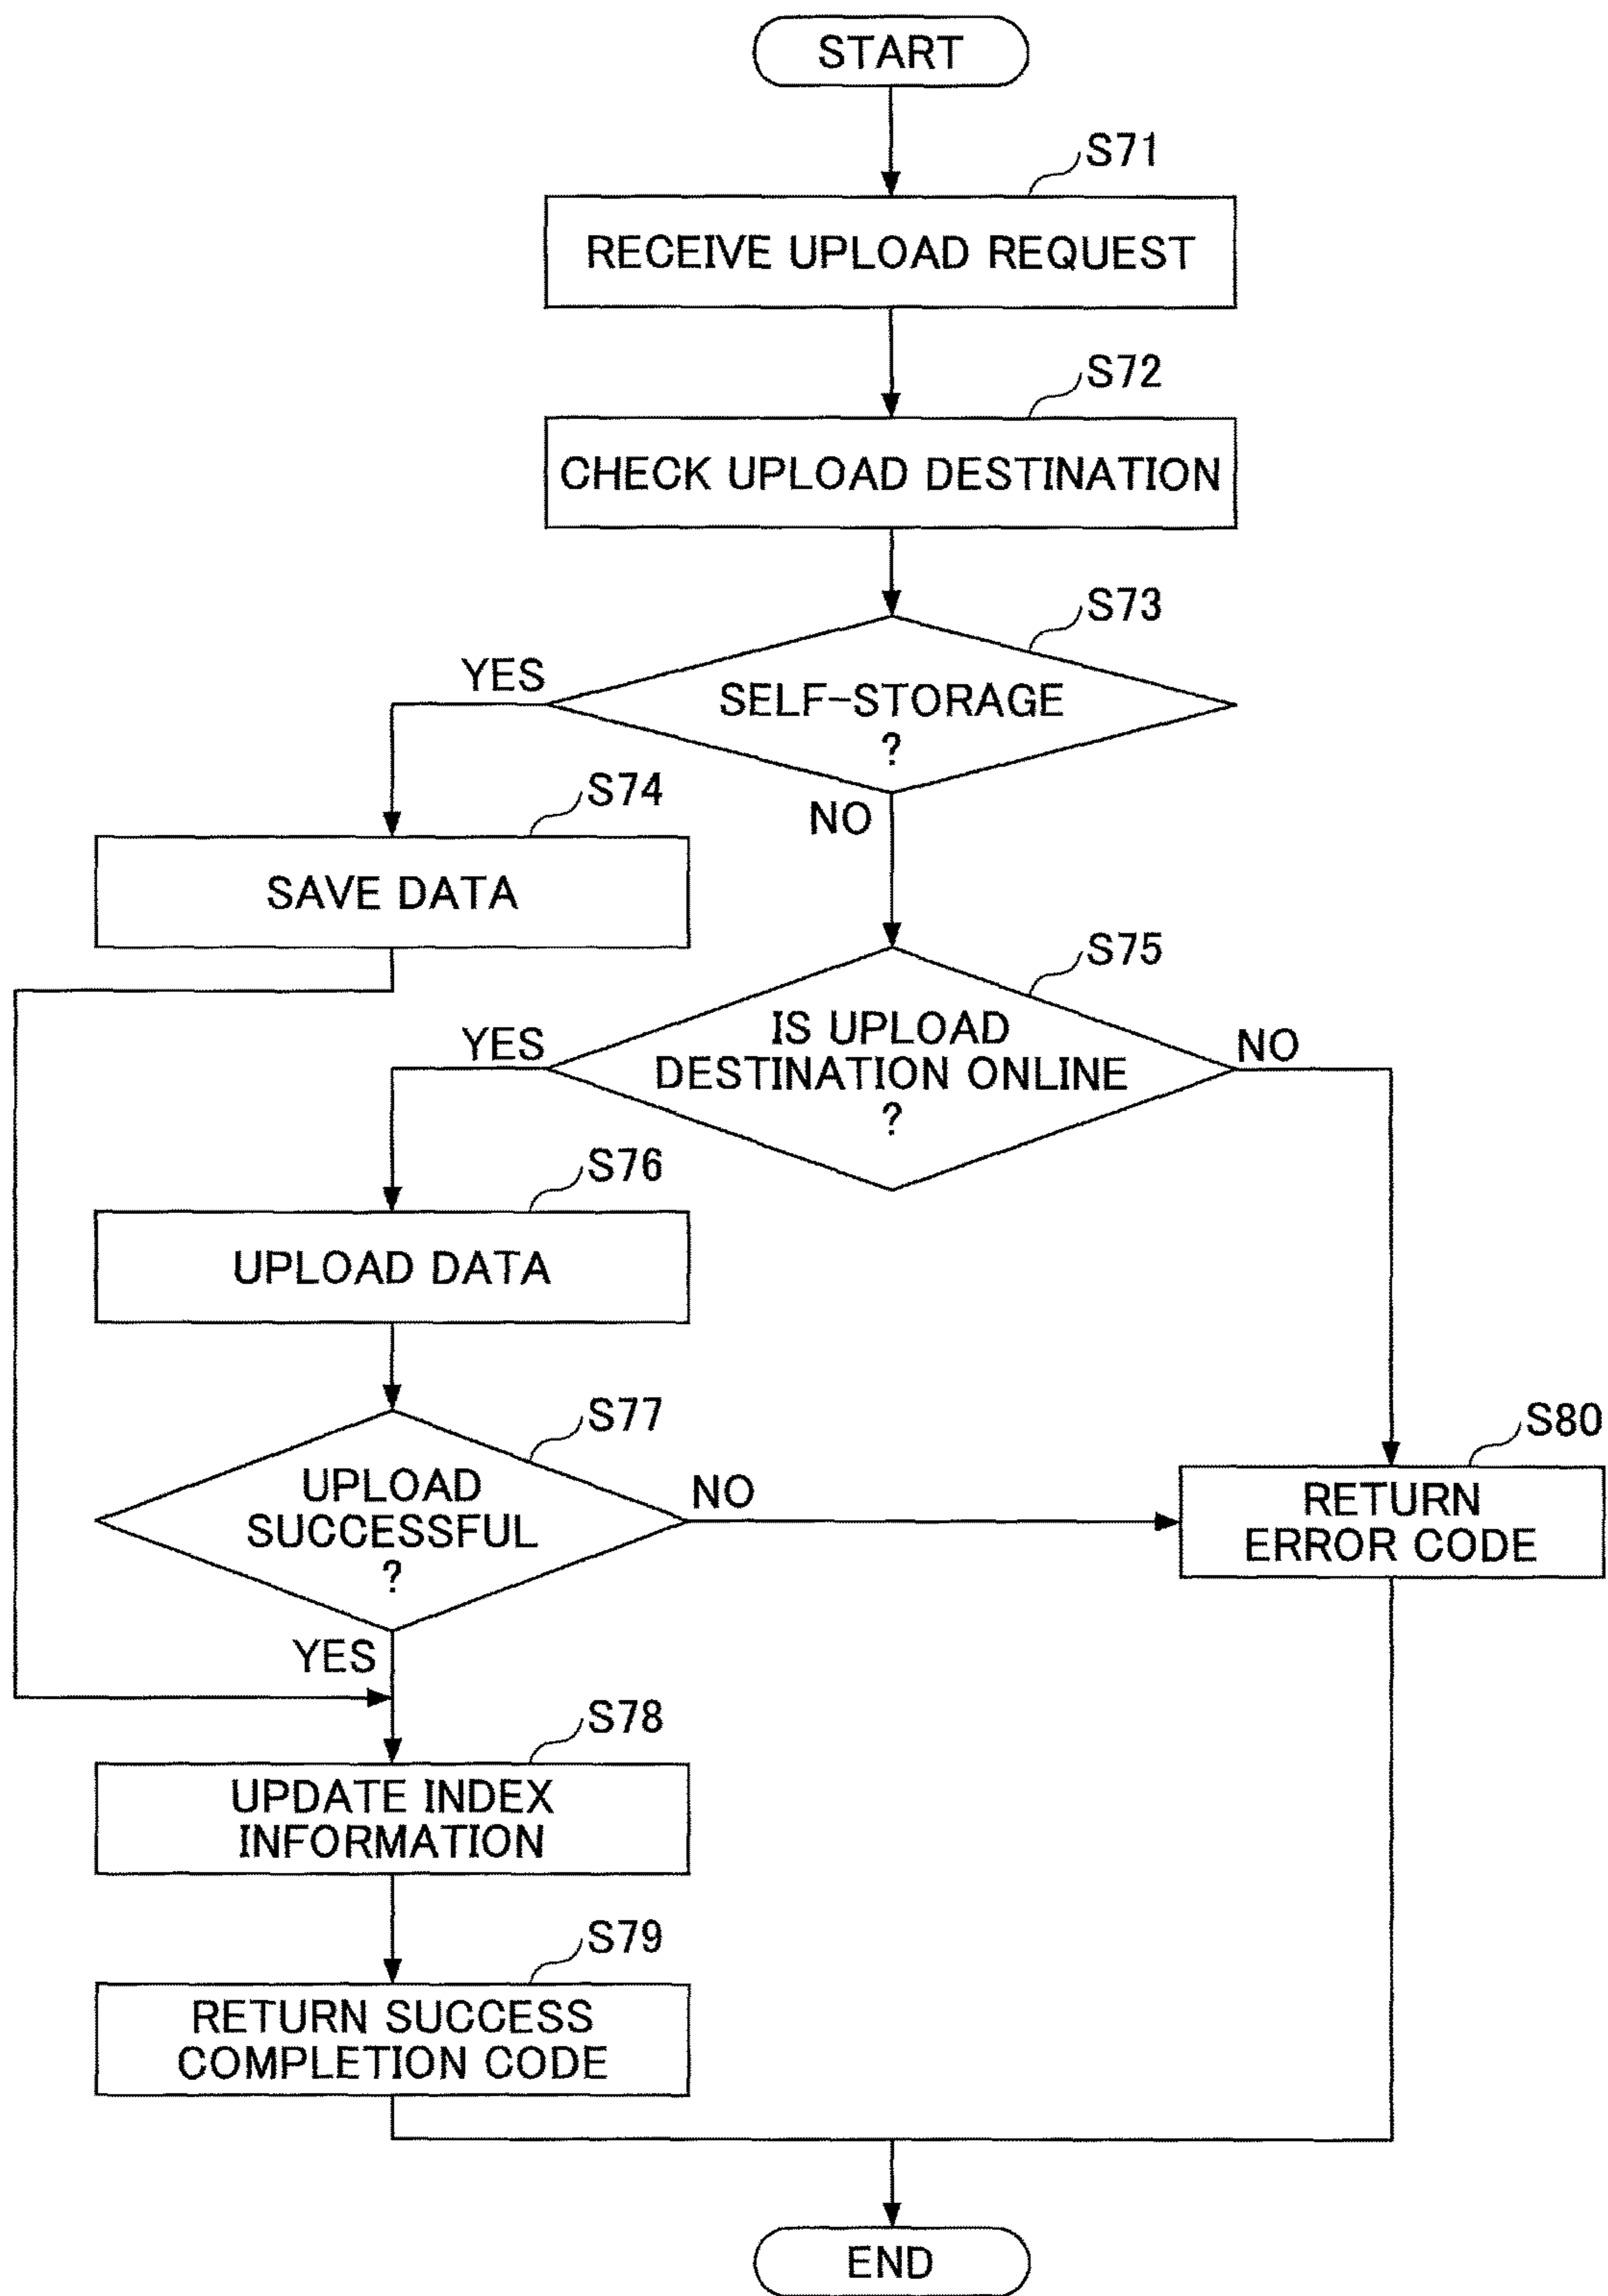 START
S71
RECEIVE UPLOAD REQUEST
S72
CHECK UPLOAD DESTINATION
S73
YES
SELF-STORAGE
?
NO
S74
SAVE DATA
S75
YES
IS UPLOAD
DESTINATION ONLINE
?
NO
S76
UPLOAD DATA
S77
UPLOAD
SUCCESSFUL
?
NO
S80
RETURN
ERROR CODE
YES
S78
UPDATE INDEX
INFORMATION
S79
RETURN SUCCESS
COMPLETION CODE
END